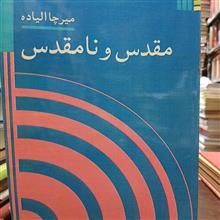 میرچا الیاده
مقدس و نامقدس